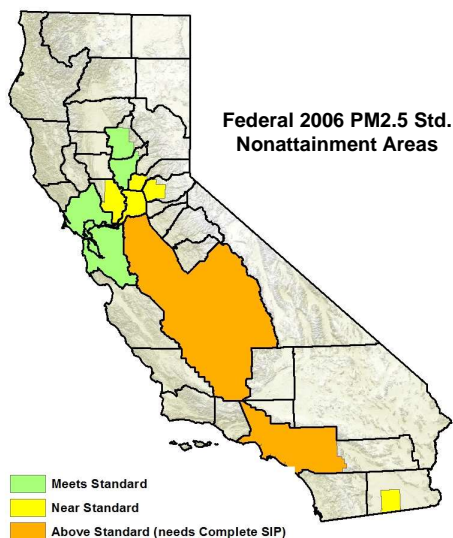 Federal 2006 PM2.5 Std.
Nonattainment Areas
Meets Standard
Near Standard
Above Standard (needs Complete SIP)